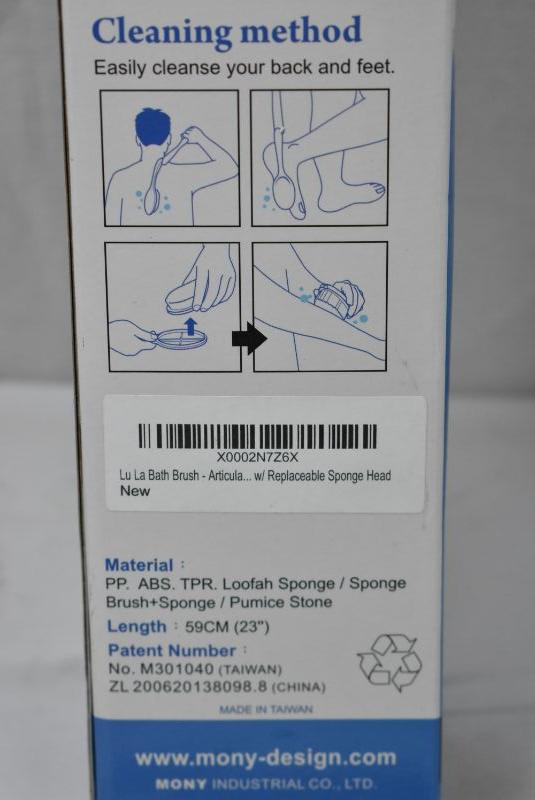 Cleaning method
Easily cleanse your back and feet.
X0002N7Z6X
Lu La Bath Brush - Articula... w/ Replaceable Sponge Head
New
Material :
PP. ABS. TPR. Loofah Sponge / Sponge
Brush+Sponge / Pumice Stone
Length : 59CM (23")
Patent Number :
No. M301040 (TAIWAN)
ZL 200620138098.8 (CHINA)
MADE IN TAIWAN
www.mony-design.com
MONY INDUSTRIAL CO., LTD.